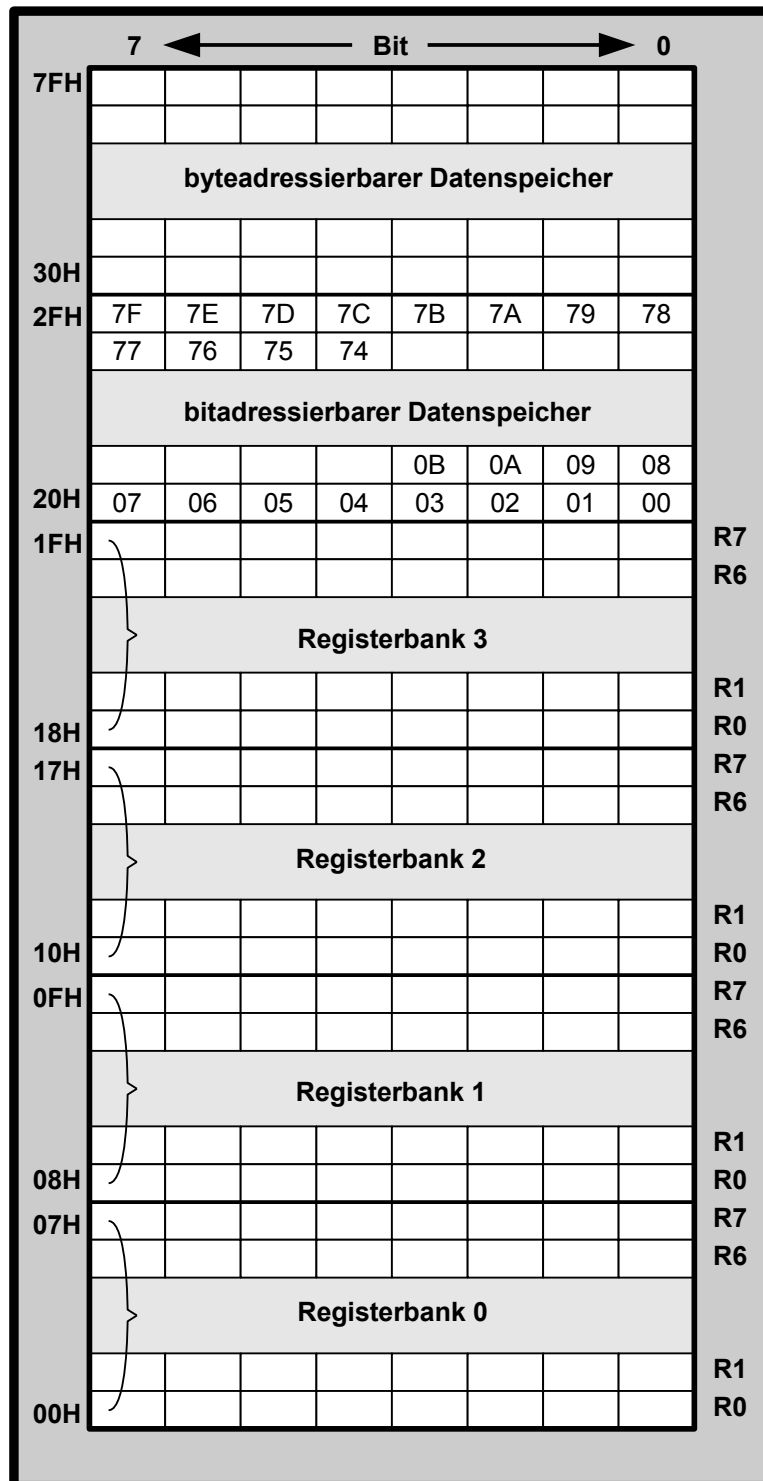 7 Bit 0
7FH
byteadressierbarer Datenspeicher
30H
2FH 7F 7E 7D 7C 7B 7A 79 78
77 76 75 74
bitadressierbarer Datenspeicher
0B 0A 09 08
20H 07 06 05 04 03 02 01 00
1FH R7
R6
Registerbank 3
R1
18H R0
17H R7
R6
Registerbank 2
R1
10H R0
0FH R7
R6
Registerbank 1
R1
08H R0
07H R7
R6
Registerbank 0
R1
00H R0